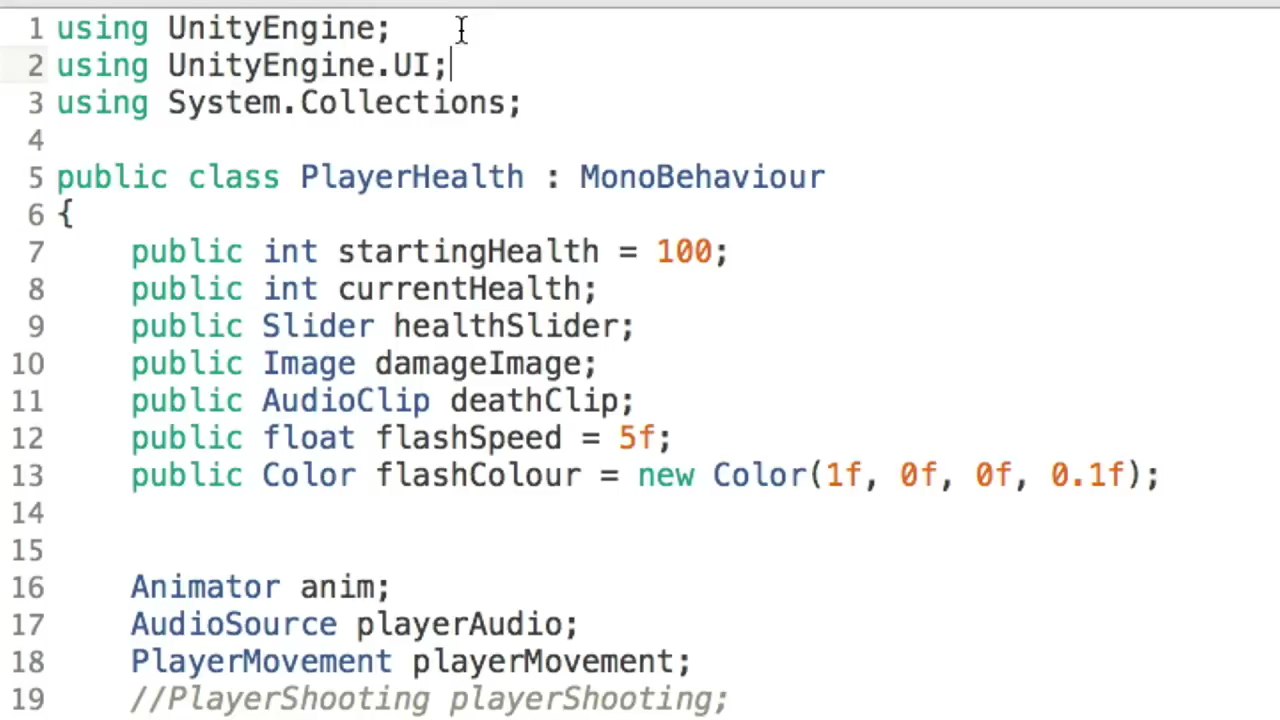 1 using UnityEngine;
2 using UnityEngine.UI;
3 using System.Collections;
4
5 public class PlayerHealth : MonoBehaviour
6 {
7 public int startingHealth = 100;
8 public int currentHealth;
9 public Slider healthSlider;
10 public Image damageImage;
11 public AudioClip deathClip;
12 public float flashSpeed = 5f;
13 public Color flashColour = new Color(1f, 0f, 0f, 0.1f);
14
15
16 Animator anim;
17 AudioSource playerAudio;
18 PlayerMovement playerMovement;
19 //PlayerShooting playerShooting;